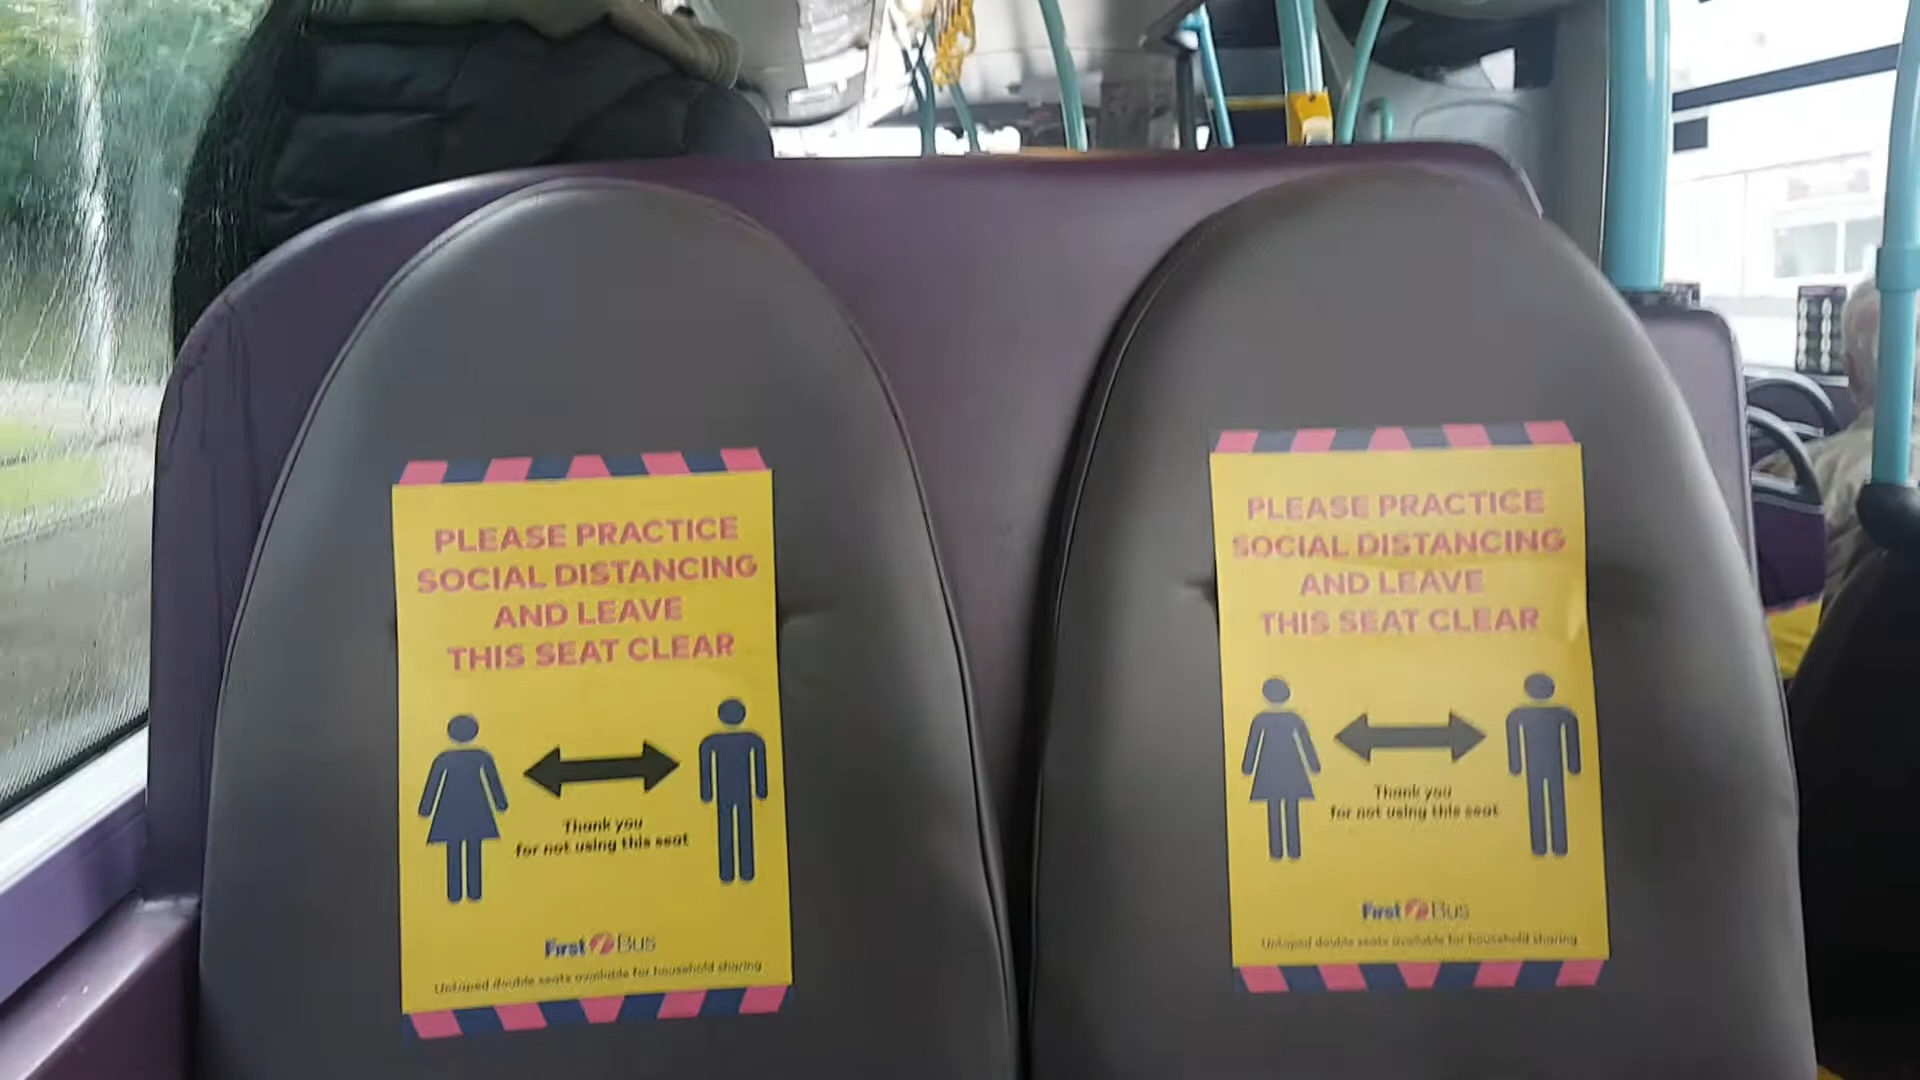 PLEASE PRACTICE
SOCIAL DISTANCING
AND LEAVE
THIS SEAT CLEAR
Thank you
for not using this seat
First Bus
Untaped double seats available for household sharing
PLEASE PRACTICE
SOCIAL DISTANCING
AND LEAVE
THIS SEAT CLEAR
Thank you
for not using this seat
First Bus
Untaped double seats available for household sharing